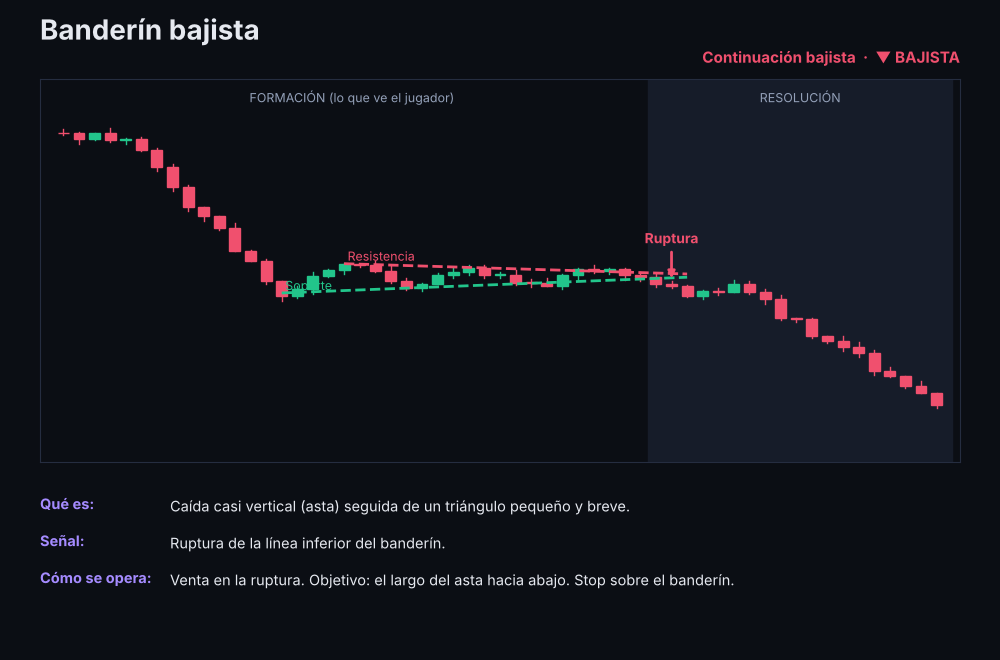 Banderín bajista
Continuación bajista · ▼ BAJISTA
FORMACIÓN (lo que ve el jugador)
RESOLUCIÓN
Ruptura
Resistencia
Soporte
Qué es: Caída casi vertical (asta) seguida de un triángulo pequeño y breve.
Señal: Ruptura de la línea inferior del banderín.
Cómo se opera: Venta en la ruptura. Objetivo: el largo del asta hacia abajo. Stop sobre el banderín.